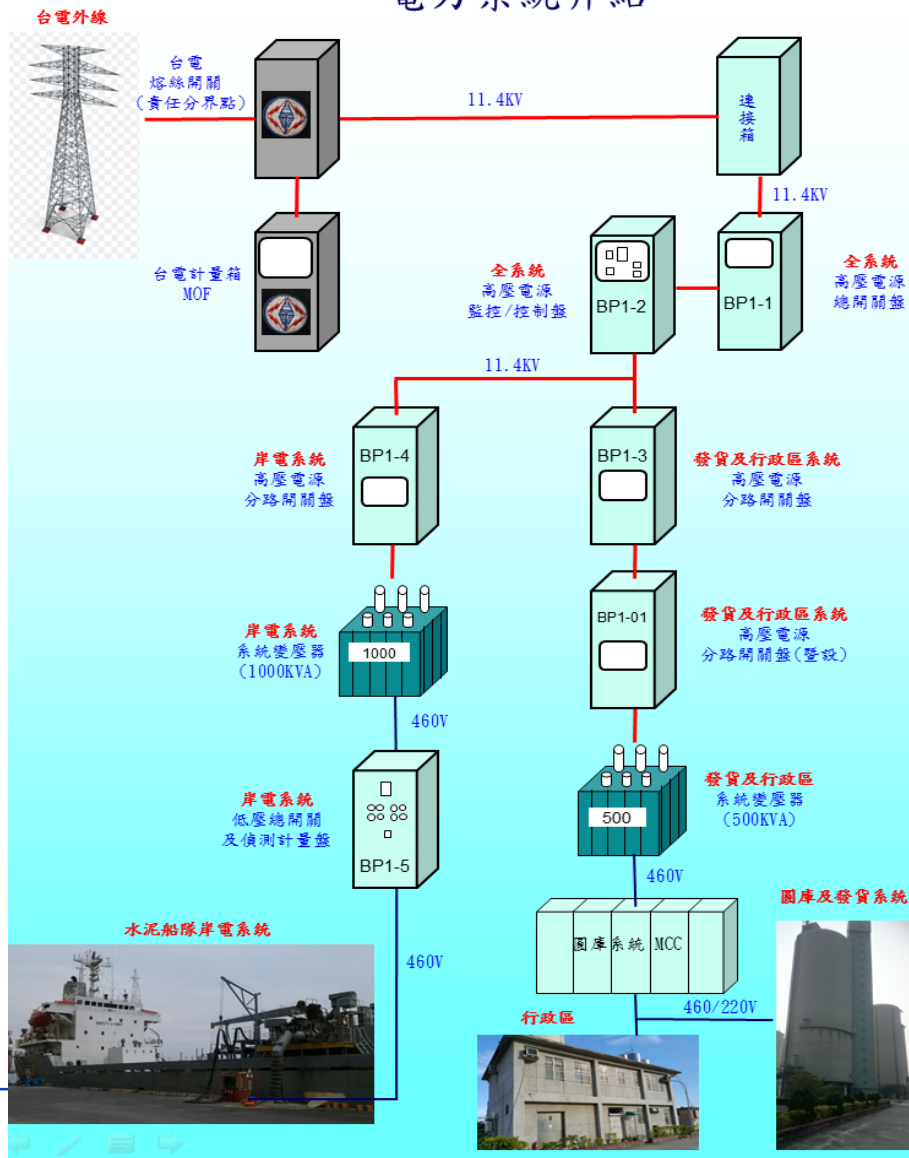 電力系統介紹
台電外線
台電
熔絲開關
(責任分界點)
11.4KV
連接箱
11.4KV
台電計量箱
MOF
全系統
高壓電源
監控/控制盤
BP1-2
BP1-1
全系統
高壓電源
總開關盤
11.4KV
岸電系統
高壓電源
分路開關盤
BP1-4
BP1-3
發貨及行政區系統
高壓電源
分路開關盤
岸電系統
系統變壓器
(1000KVA)
1000
BP1-01
發貨及行政區系統
高壓電源
分路開關盤(暨設)
460V
岸電系統
低壓總開關
及偵測計量盤
BP1-5
500
發貨及行政區
系統變壓器
(500KVA)
460V
圓庫系統 MCC
圓庫及發貨系統
水泥船隊岸電系統
460V
460/220V
行政區